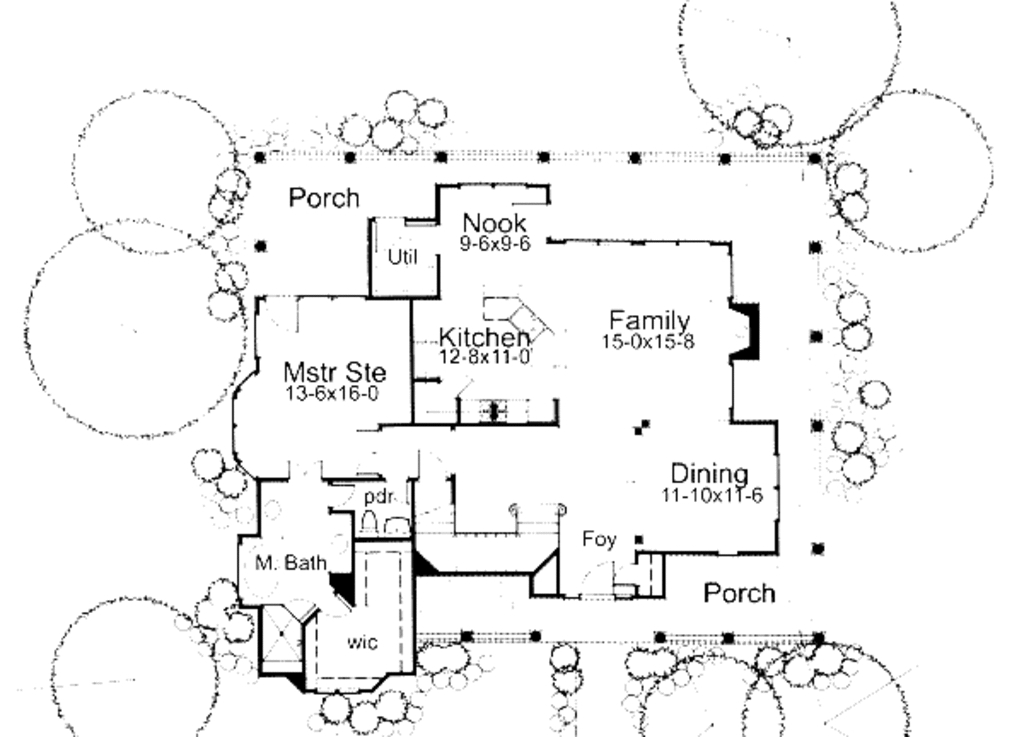 Porch
Nook
9-6x9-6
Util
Family
15-0x15-8
Kitchen
12-8x11-0
Mstr Ste
13-6x16-0
Dining
11-10x11-6
pdr
Foy
M. Bath
Porch
wic